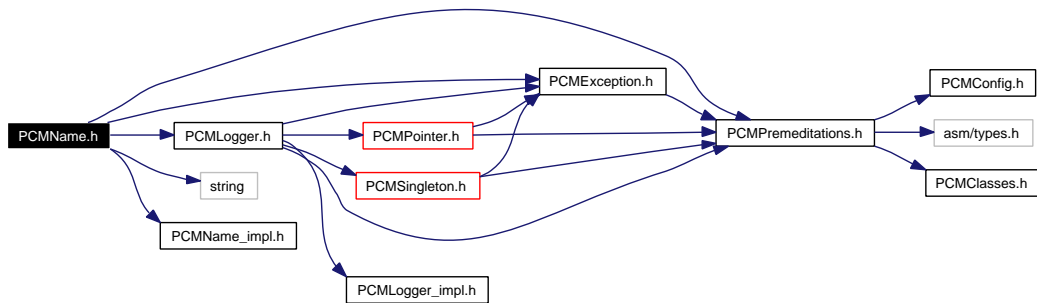 PCMName.h
PCMLogger.h
string
PCMName_impl.h
PCMPointer.h
PCMSingleton.h
PCMLogger_impl.h
PCMException.h
PCMPremeditations.h
PCMConfig.h
asm/types.h
PCMClasses.h